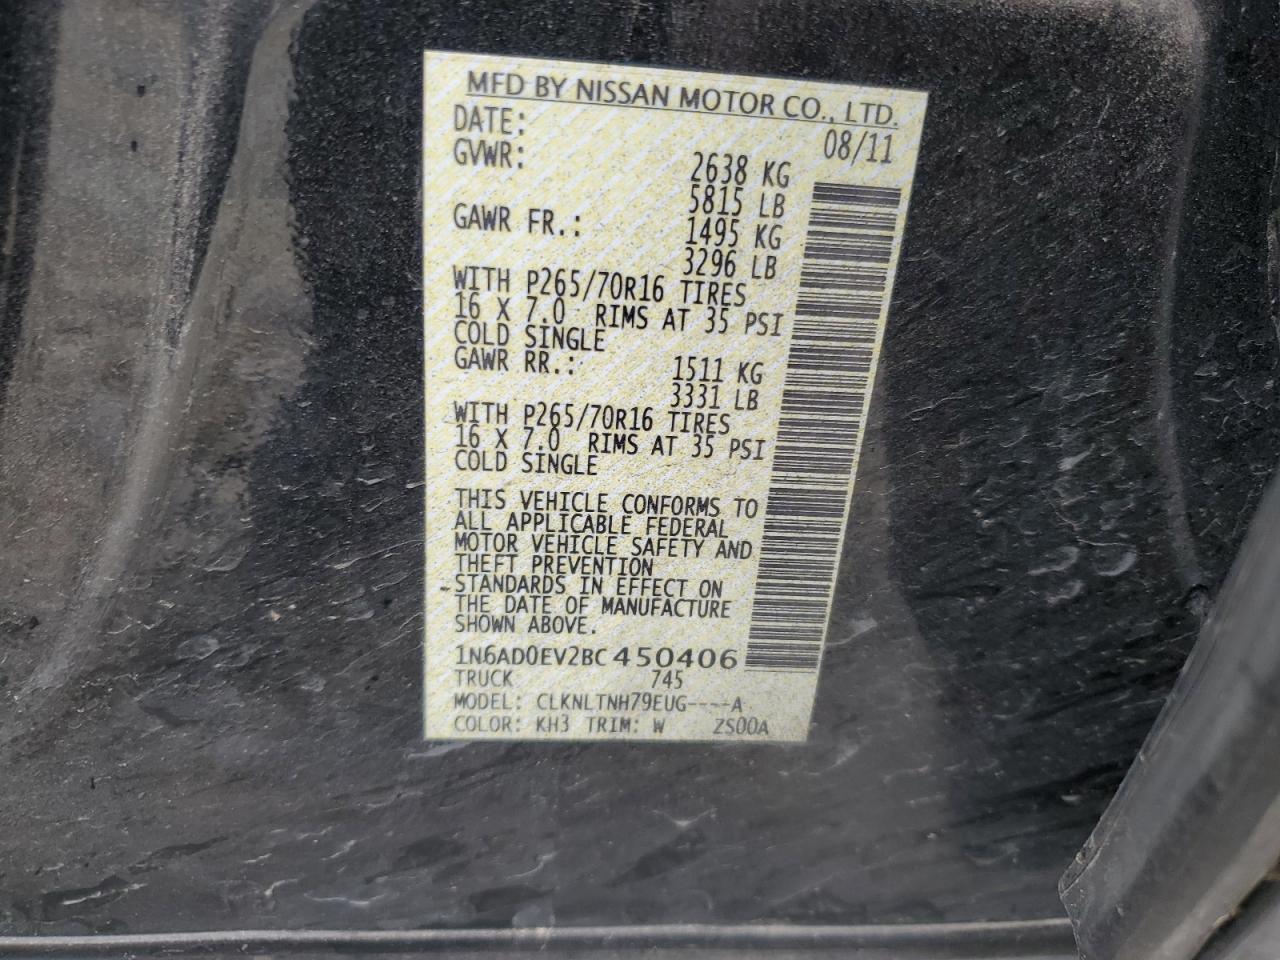 MFD BY NISSAN MOTOR CO., LTD.
DATE: 08/11
GVWR: 2638 KG
5815 LB
GAWR FR.: 1495 KG
3296 LB
WITH P265/70R16 TIRES
16 X 7.0 RIMS AT 35 PSI
COLD SINGLE
GAWR RR.: 1511 KG
3331 LB
WITH P265/70R16 TIRES
16 X 7.0 RIMS AT 35 PSI
COLD SINGLE
THIS VEHICLE CONFORMS TO
ALL APPLICABLE FEDERAL
MOTOR VEHICLE SAFETY AND
THEFT PREVENTION
STANDARDS IN EFFECT ON
THE DATE OF MANUFACTURE
SHOWN ABOVE.
1N6AD0EV2BC450406
TRUCK 745
MODEL: CLKNLTNH79EUG----A
COLOR: KH3 TRIM: W ZS00A